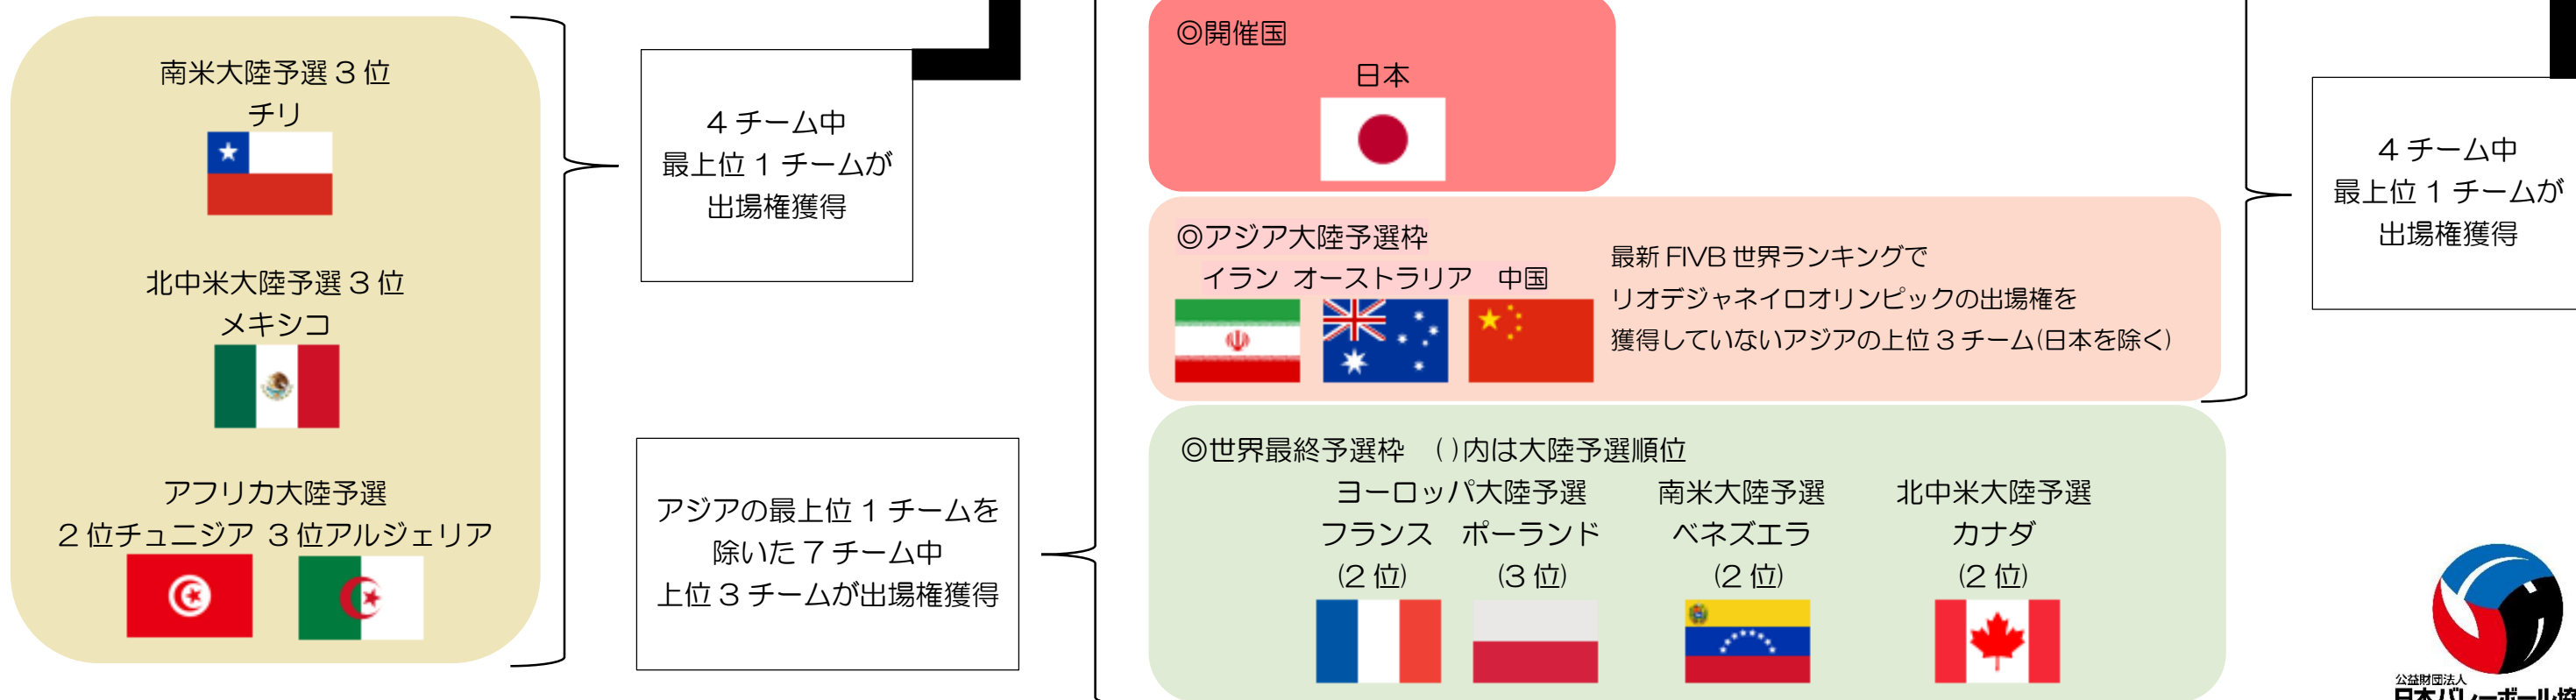 南米大陸予選3位
チリ
北中米大陸予選3位
メキシコ
アフリカ大陸予選
2位チュニジア 3位アルジェリア
4チーム中
最上位1チームが
出場権獲得
アジアの最上位1チームを
除いた7チーム中
上位3チームが出場権獲得
◎開催国
日本
◎アジア大陸予選枠
イラン オーストラリア 中国
最新FIVB世界ランキングで
リオデジャネイロオリンピックの出場権を
獲得していないアジアの上位3チーム(日本を除く)
◎世界最終予選枠 ( )内は大陸予選順位
ヨーロッパ大陸予選 南米大陸予選 北中米大陸予選
フランス ポーランド ベネズエラ カナダ
(2位) (3位) (2位) (2位)
4チーム中
最上位1チームが
出場権獲得
公益財団法人
日本バレーボール協